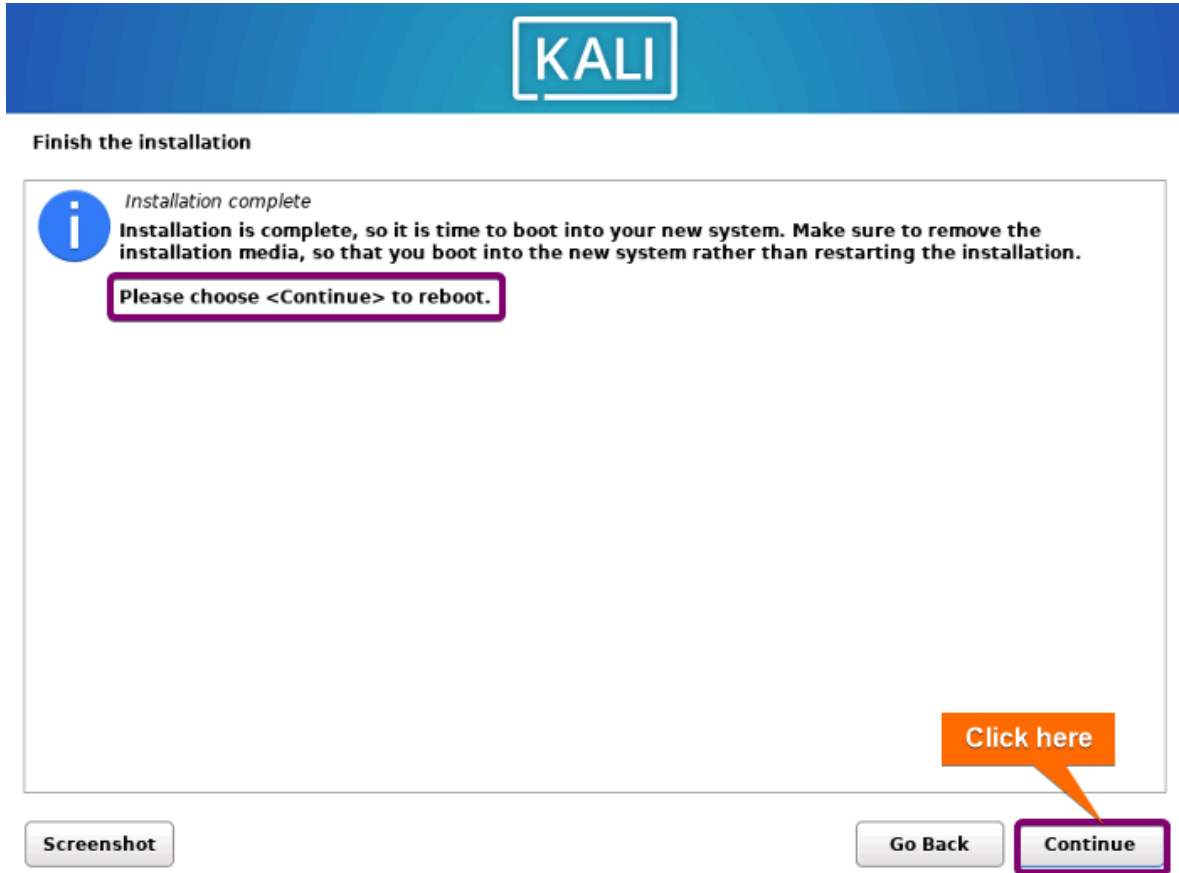 KALI
Finish the installation
Installation complete
Installation is complete, so it is time to boot into your new system. Make sure to remove the
installation media, so that you boot into the new system rather than restarting the installation.
Please choose <Continue> to reboot.
Click here
Screenshot
Go Back
Continue